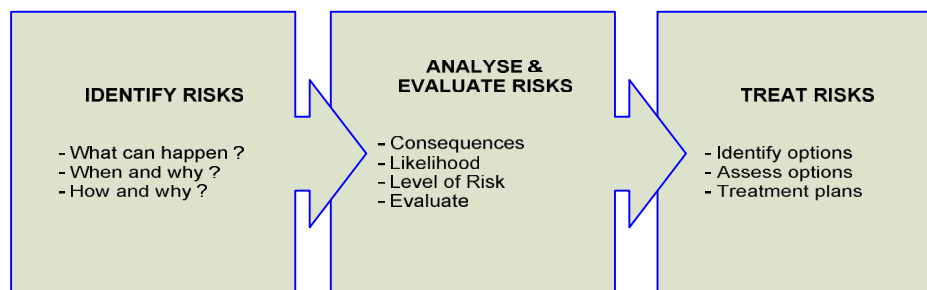 IDENTIFY RISKS
- What can happen ?
- When and why ?
- How and why ?
ANALYSE &
EVALUATE RISKS
- Consequences
- Likelihood
- Level of Risk
- Evaluate
TREAT RISKS
- Identify options
- Assess options
- Treatment plans